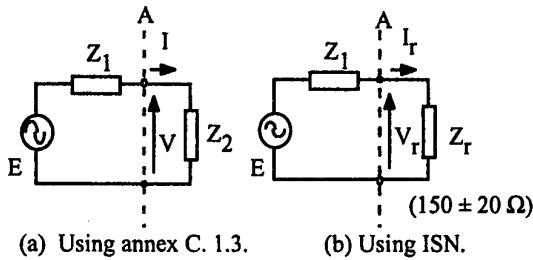 A
I
Z1
V
Z2
E
(a) Using annex C. 1.3.
A
Ir
Z1
Vr
Zr
E
(150 ± 20 Ω)
(b) Using ISN.